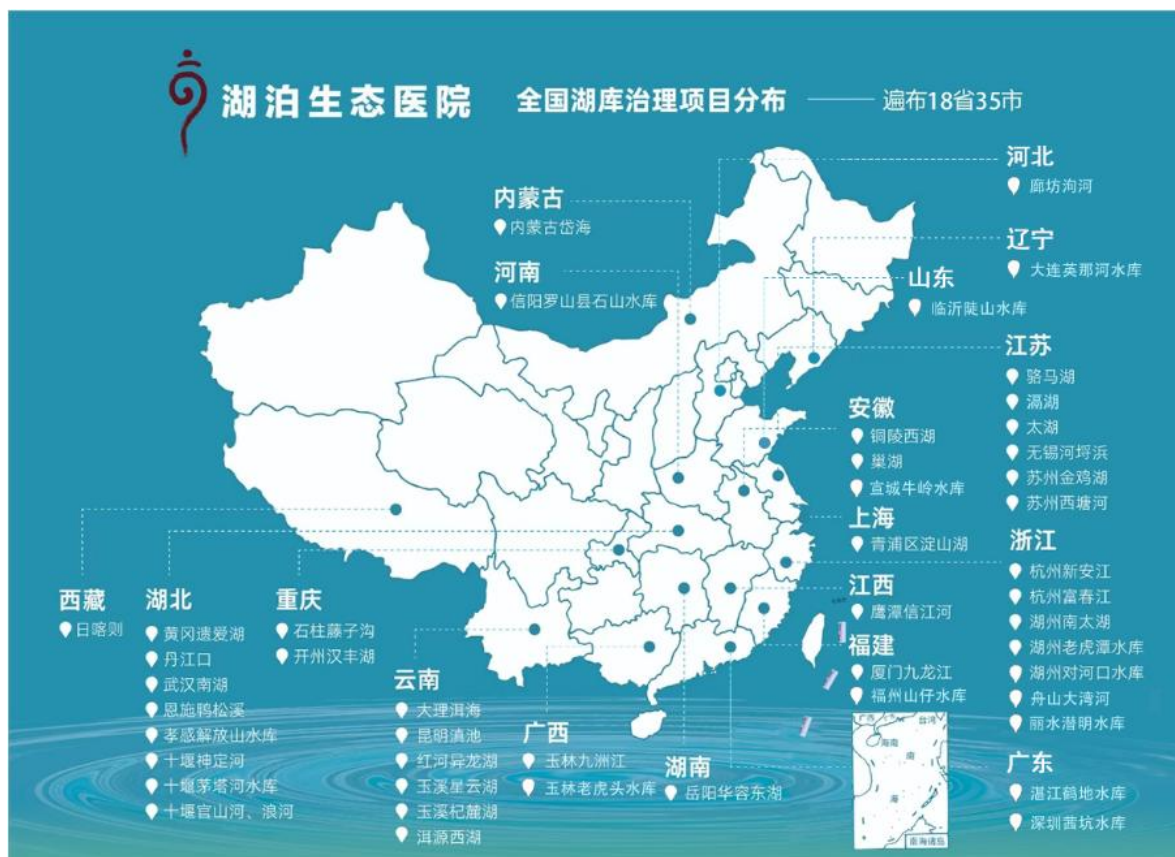 湖泊生态医院
全国湖库治理项目分布
遍布18省35市
河北
廊坊泃河
内蒙古
内蒙古岱海
辽宁
大连英那河水库
河南
信阳罗山县石山水库
山东
临沂陡山水库
江苏
骆马湖
滆湖
太湖
无锡河埒浜
苏州金鸡湖
苏州西塘河
安徽
铜陵西湖
巢湖
宣城牛岭水库
上海
青浦区淀山湖
浙江
杭州新安江
杭州富春江
湖州南太湖
湖州老虎潭水库
湖州对河口水库
舟山大湾河
丽水潜明水库
江西
鹰潭信江河
福建
厦门九龙江
福州山仔水库
西藏
日喀则
湖北
黄冈遗爱湖
丹江口
武汉南湖
恩施鸭松溪
孝感解放山水库
十堰神定河
十堰茅塔河水库
十堰官山河、浪河
重庆
石柱藤子沟
开州汉丰湖
云南
大理洱海
昆明滇池
红河异龙湖
玉溪星云湖
玉溪杞麓湖
洱源西湖
广西
玉林九洲江
玉林老虎头水库
湖南
岳阳华容东湖
广东
湛江鹤地水库
深圳茜坑水库
海南
南
海
南海诸岛